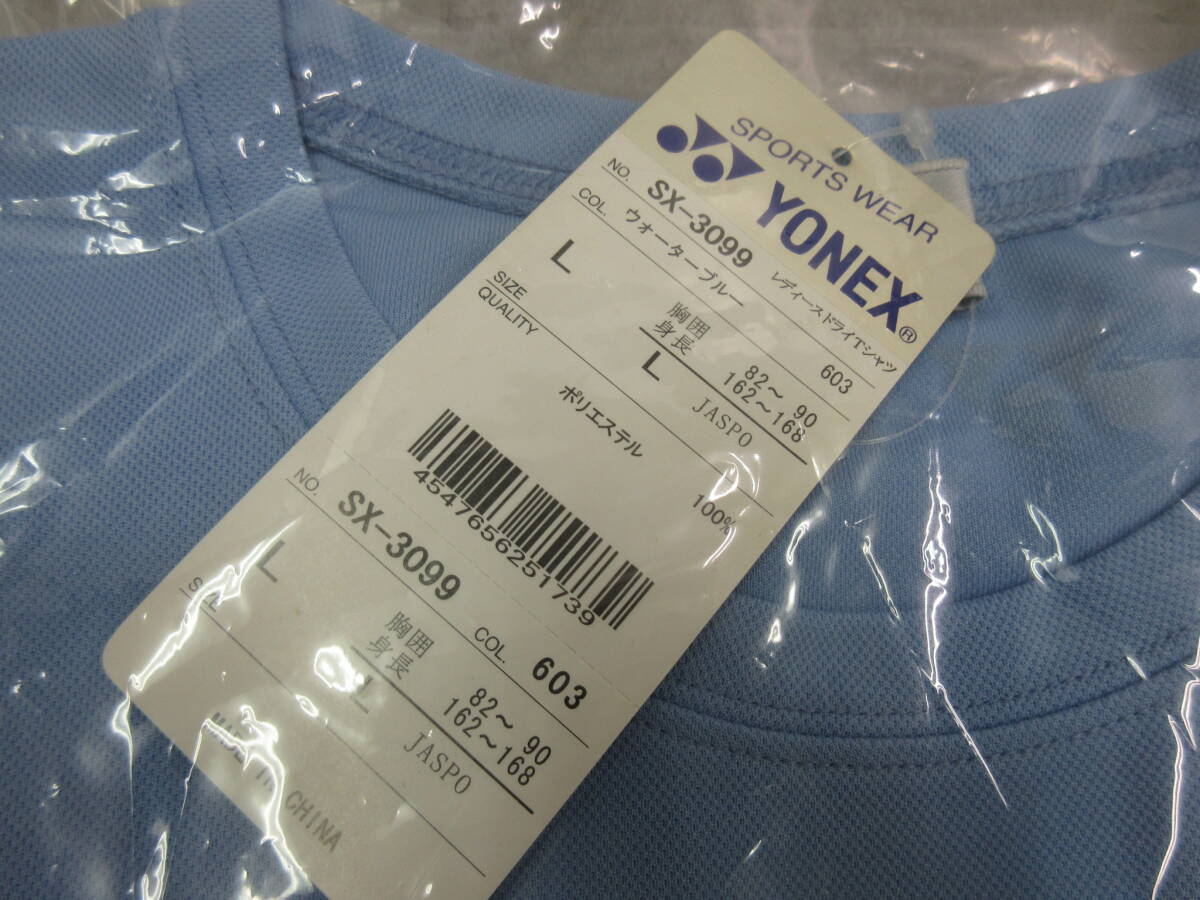 SPORTS WEAR
YONEX®
NO. SX-3099 レディースドライTシャツ
COL. ウォーターブルー 603
L 胸囲 82～ 90
身長 162～168
SIZE L JASPO
QUALITY
ポリエステル 100%
4547656251739
NO. SX-3099 COL. 603
L 胸囲 82～ 90
身長 162～168
SIZE L JASPO
MADE IN CHINA